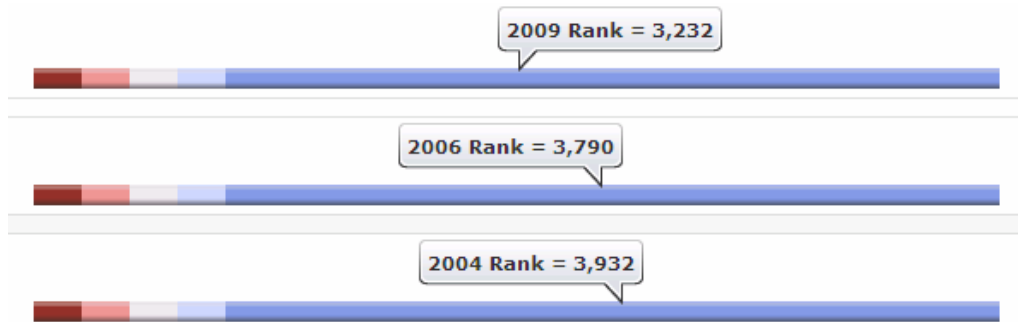 2009 Rank = 3,232
2006 Rank = 3,790
2004 Rank = 3,932